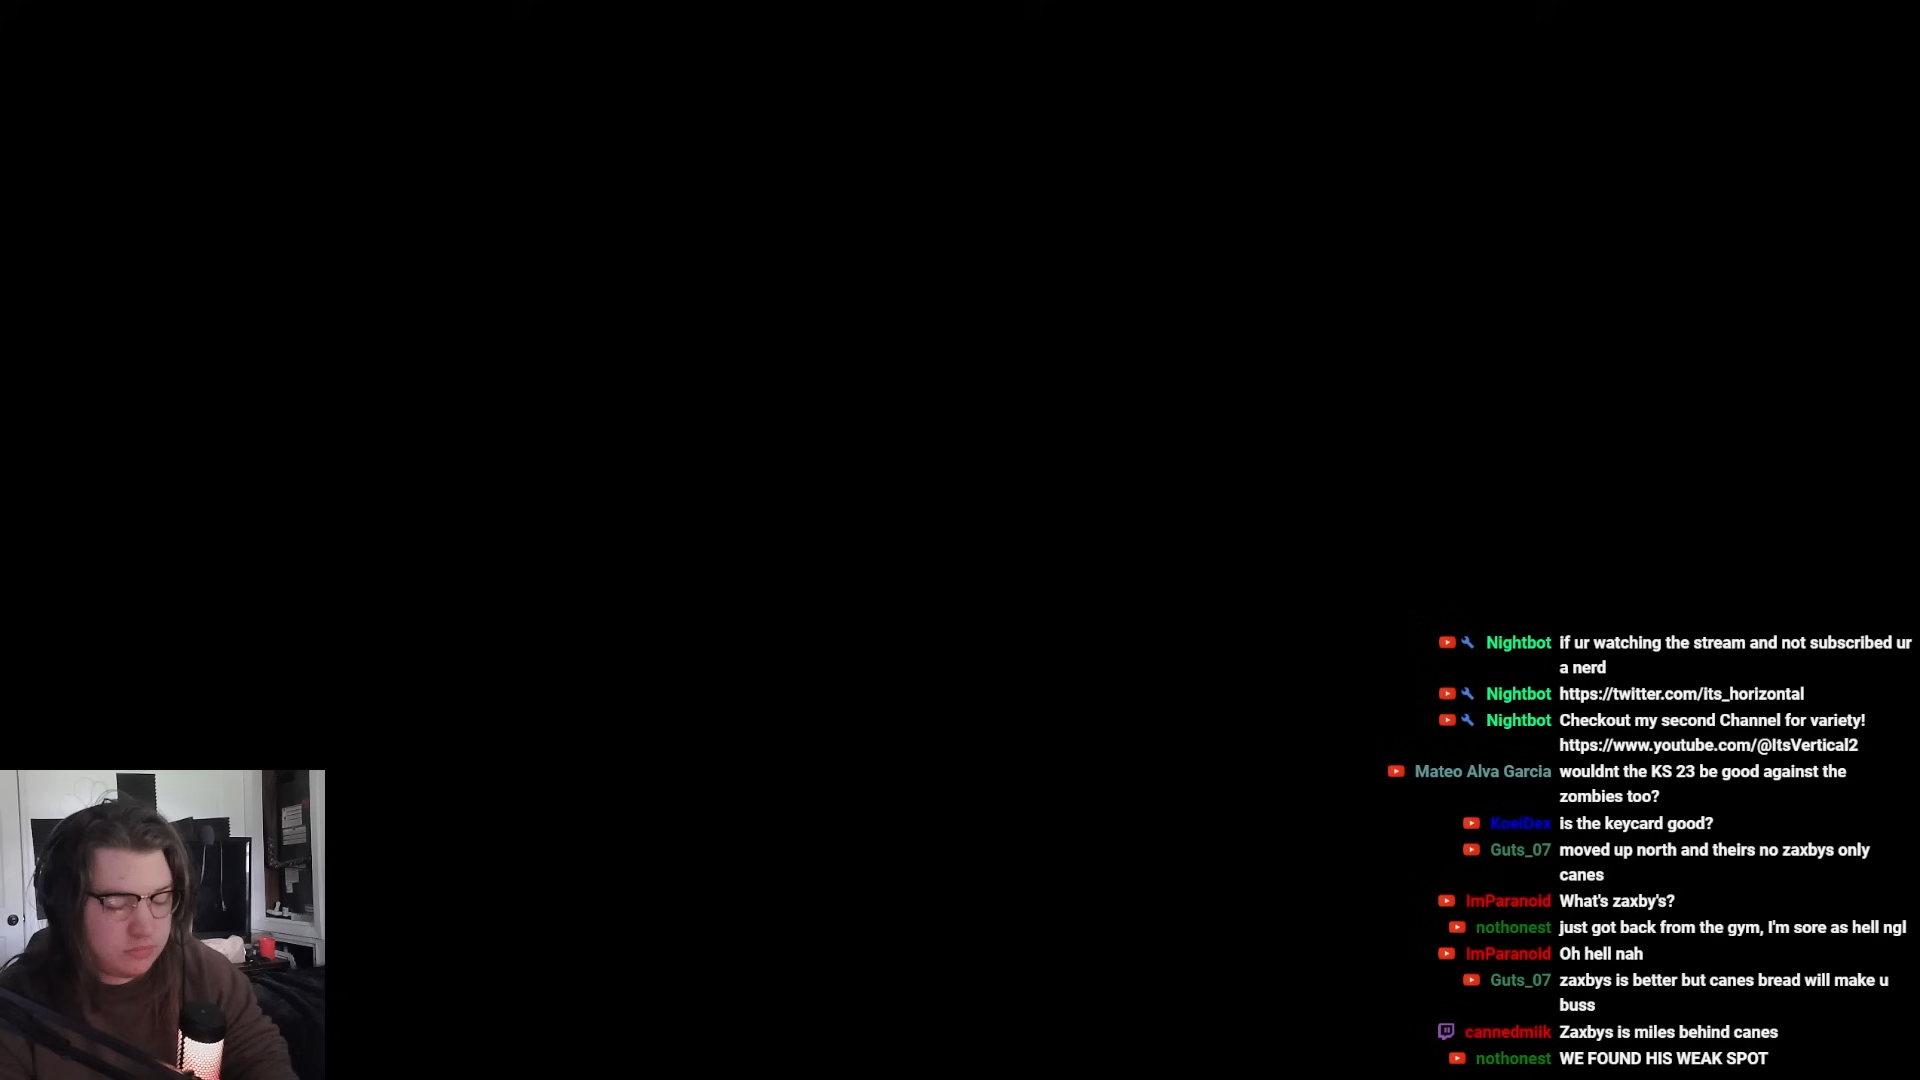 Nightbot if ur watching the stream and not subscribed ur
a nerd
Nightbot https://twitter.com/its_horizontal
Nightbot Checkout my second Channel for variety!
https://www.youtube.com/@ItsVertical2
Mateo Alva Garcia wouldnt the KS 23 be good against the
zombies too?
KoelDex is the keycard good?
Guts_07 moved up north and theirs no zaxbys only
canes
ImParanoid What's zaxby's?
nothonest just got back from the gym, I'm sore as hell ngl
ImParanoid Oh hell nah
Guts_07 zaxbys is better but canes bread will make u
buss
cannedmiik Zaxbys is miles behind canes
nothonest WE FOUND HIS WEAK SPOT